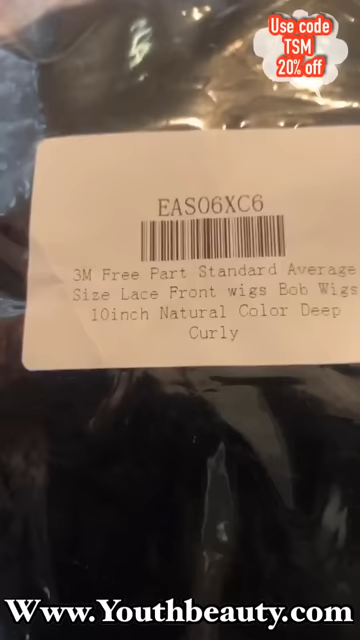 Use code
TSM
20% off
EAS06XC6
3M Free Part Standard Average
Size Lace Front wigs Bob Wigs
10inch Natural Color Deep
Curly
Www.Youthbeauty.com